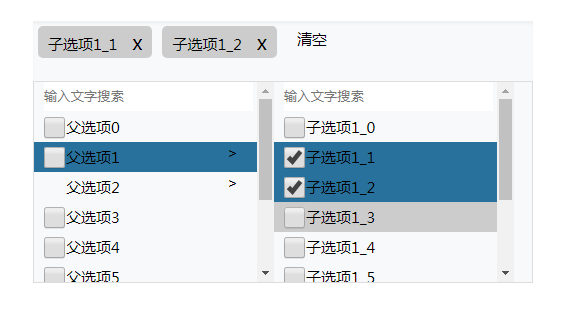 子选项1_1 X 子选项1_2 X 清空
输入文字搜索 输入文字搜索
父选项0 子选项1_0
父选项1 > 子选项1_1
父选项2 > 子选项1_2
父选项3 子选项1_3
父选项4 子选项1_4
父选项5 子选项1_5